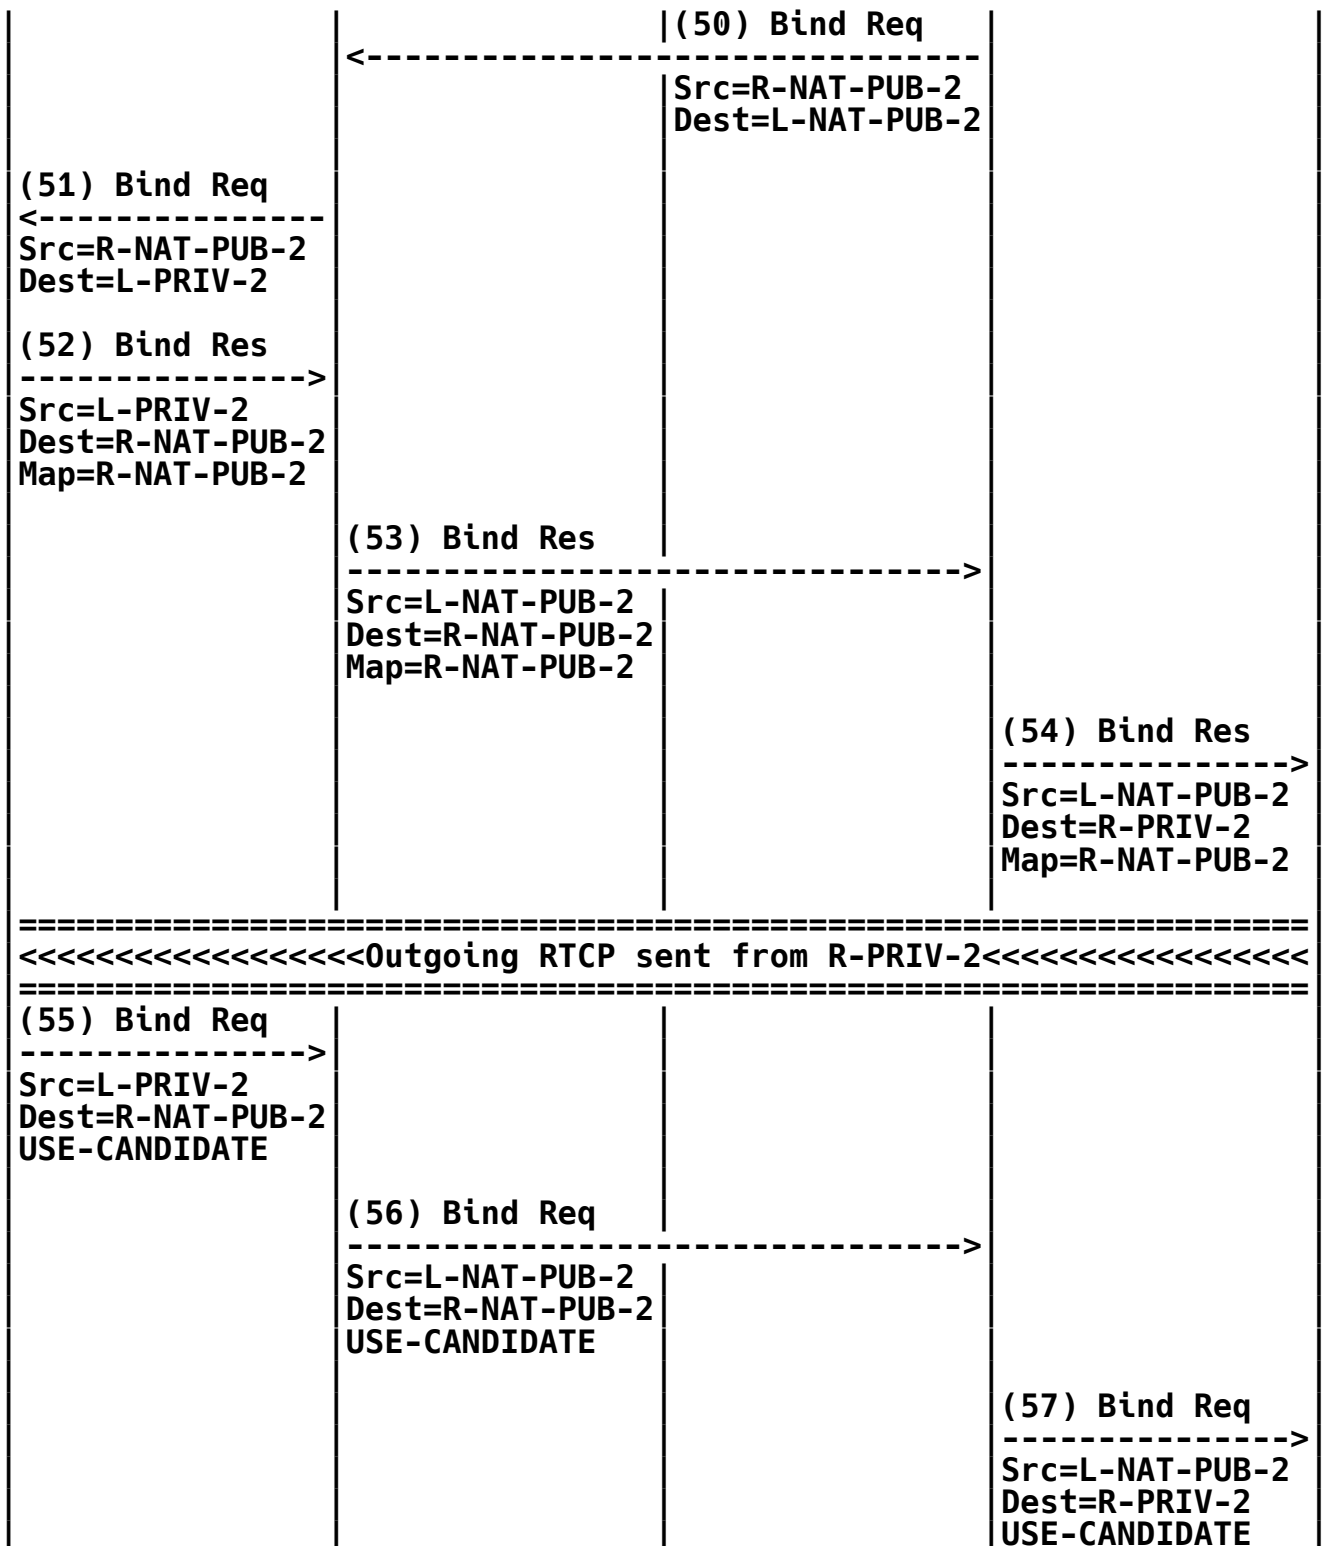 |                |                |(50) Bind Req   |                |
|                |<--------------------------------|                |
|                |                |Src=R-NAT-PUB-2 |                |
|                |                |Dest=L-NAT-PUB-2|                |
|                |                |                |                |
|(51) Bind Req   |                |                |                |
|<---------------|                |                |                |
|Src=R-NAT-PUB-2 |                |                |                |
|Dest=L-PRIV-2   |                |                |                |
|                |                |                |                |
|(52) Bind Res   |                |                |                |
|--------------->|                |                |                |
|Src=L-PRIV-2    |                |                |                |
|Dest=R-NAT-PUB-2|                |                |                |
|Map=R-NAT-PUB-2 |                |                |                |
|                |                |                |                |
|                |(53) Bind Res   |                |                |
|                |-------------------------------->|                |
|                |Src=L-NAT-PUB-2 |                |                |
|                |Dest=R-NAT-PUB-2|                |                |
|                |Map=R-NAT-PUB-2 |                |                |
|                |                |                |                |
|                |                |                |(54) Bind Res   |
|                |                |                |--------------->|
|                |                |                |Src=L-NAT-PUB-2 |
|                |                |                |Dest=R-PRIV-2   |
|                |                |                |Map=R-NAT-PUB-2 |
|                |                |                |                |
|===================================================================|
|<<<<<<<<<<<<<<<<<<Outgoing RTCP sent from R-PRIV-2<<<<<<<<<<<<<<<<<|
|===================================================================|
|(55) Bind Req   |                |                |                |
|--------------->|                |                |                |
|Src=L-PRIV-2    |                |                |                |
|Dest=R-NAT-PUB-2|                |                |                |
|USE-CANDIDATE   |                |                |                |
|                |                |                |                |
|                |(56) Bind Req   |                |                |
|                |-------------------------------->|                |
|                |Src=L-NAT-PUB-2 |                |                |
|                |Dest=R-NAT-PUB-2|                |                |
|                |USE-CANDIDATE   |                |                |
|                |                |                |                |
|                |                |                |(57) Bind Req   |
|                |                |                |--------------->|
|                |                |                |Src=L-NAT-PUB-2 |
|                |                |                |Dest=R-PRIV-2   |
|                |                |                |USE-CANDIDATE   |